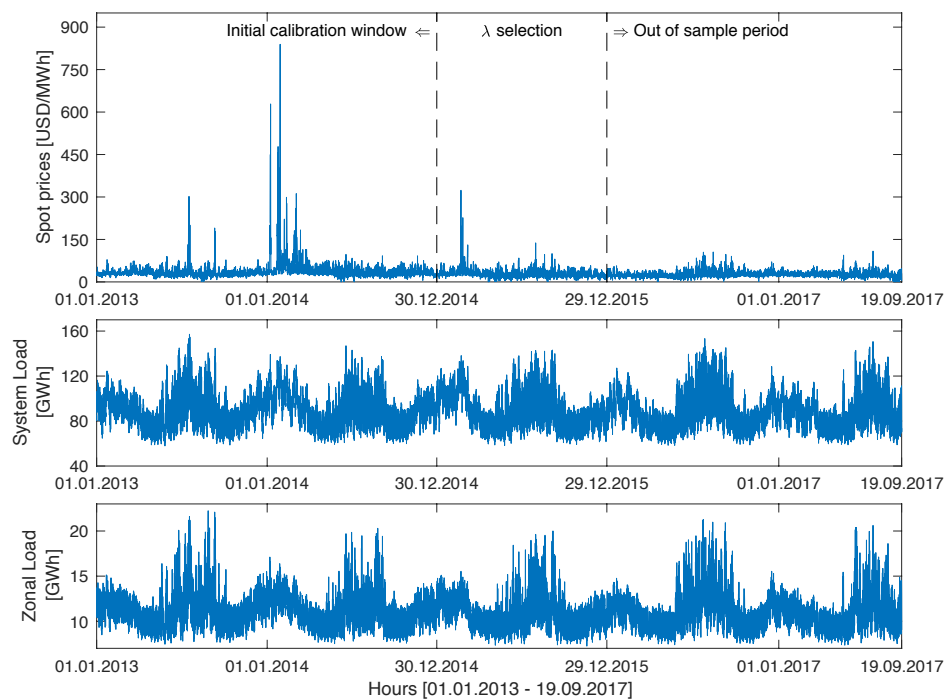 Initial calibration window ⇐ λ selection ⇒ Out of sample period
Spot prices [USD/MWh]
900
750
600
450
300
150
0
01.01.2013 01.01.2014 30.12.2014 29.12.2015 01.01.2017 19.09.2017
System Load
[GWh]
160
120
80
40
01.01.2013 01.01.2014 30.12.2014 29.12.2015 01.01.2017 19.09.2017
Zonal Load
[GWh]
20
15
10
01.01.2013 01.01.2014 30.12.2014 29.12.2015 01.01.2017 19.09.2017
Hours [01.01.2013 - 19.09.2017]